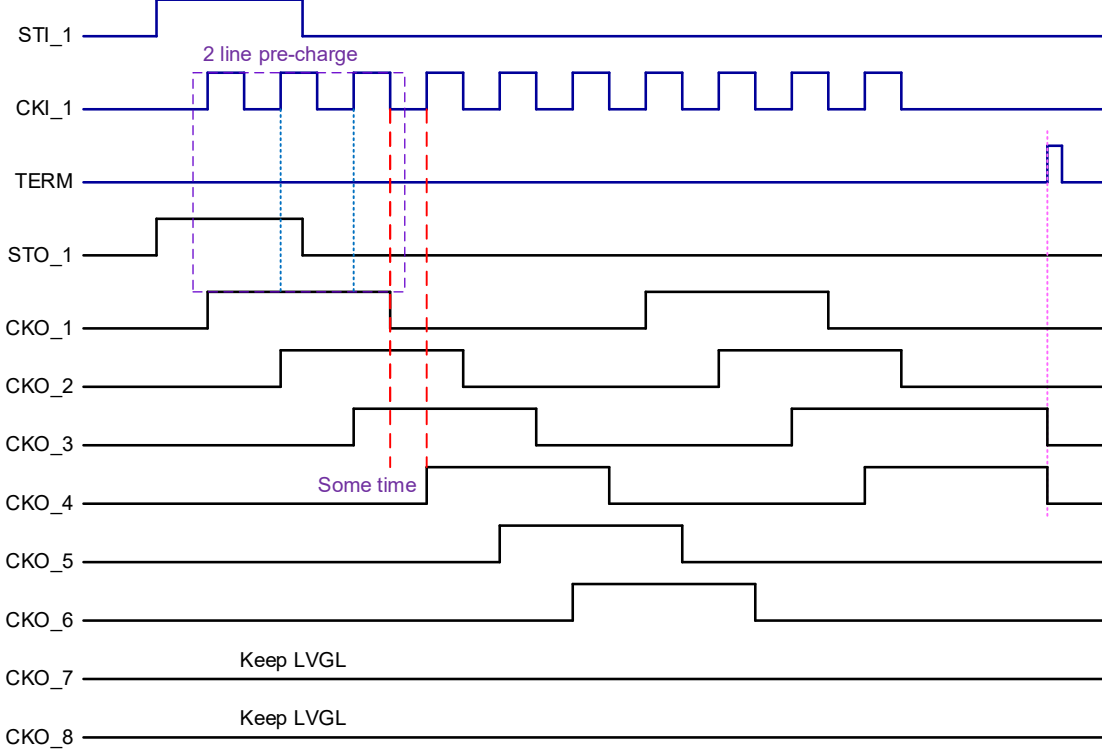 STI_1
2 line pre-charge
CKI_1
TERM
STO_1
CKO_1
CKO_2
CKO_3
Some time
CKO_4
CKO_5
CKO_6
Keep LVGL
CKO_7
Keep LVGL
CKO_8